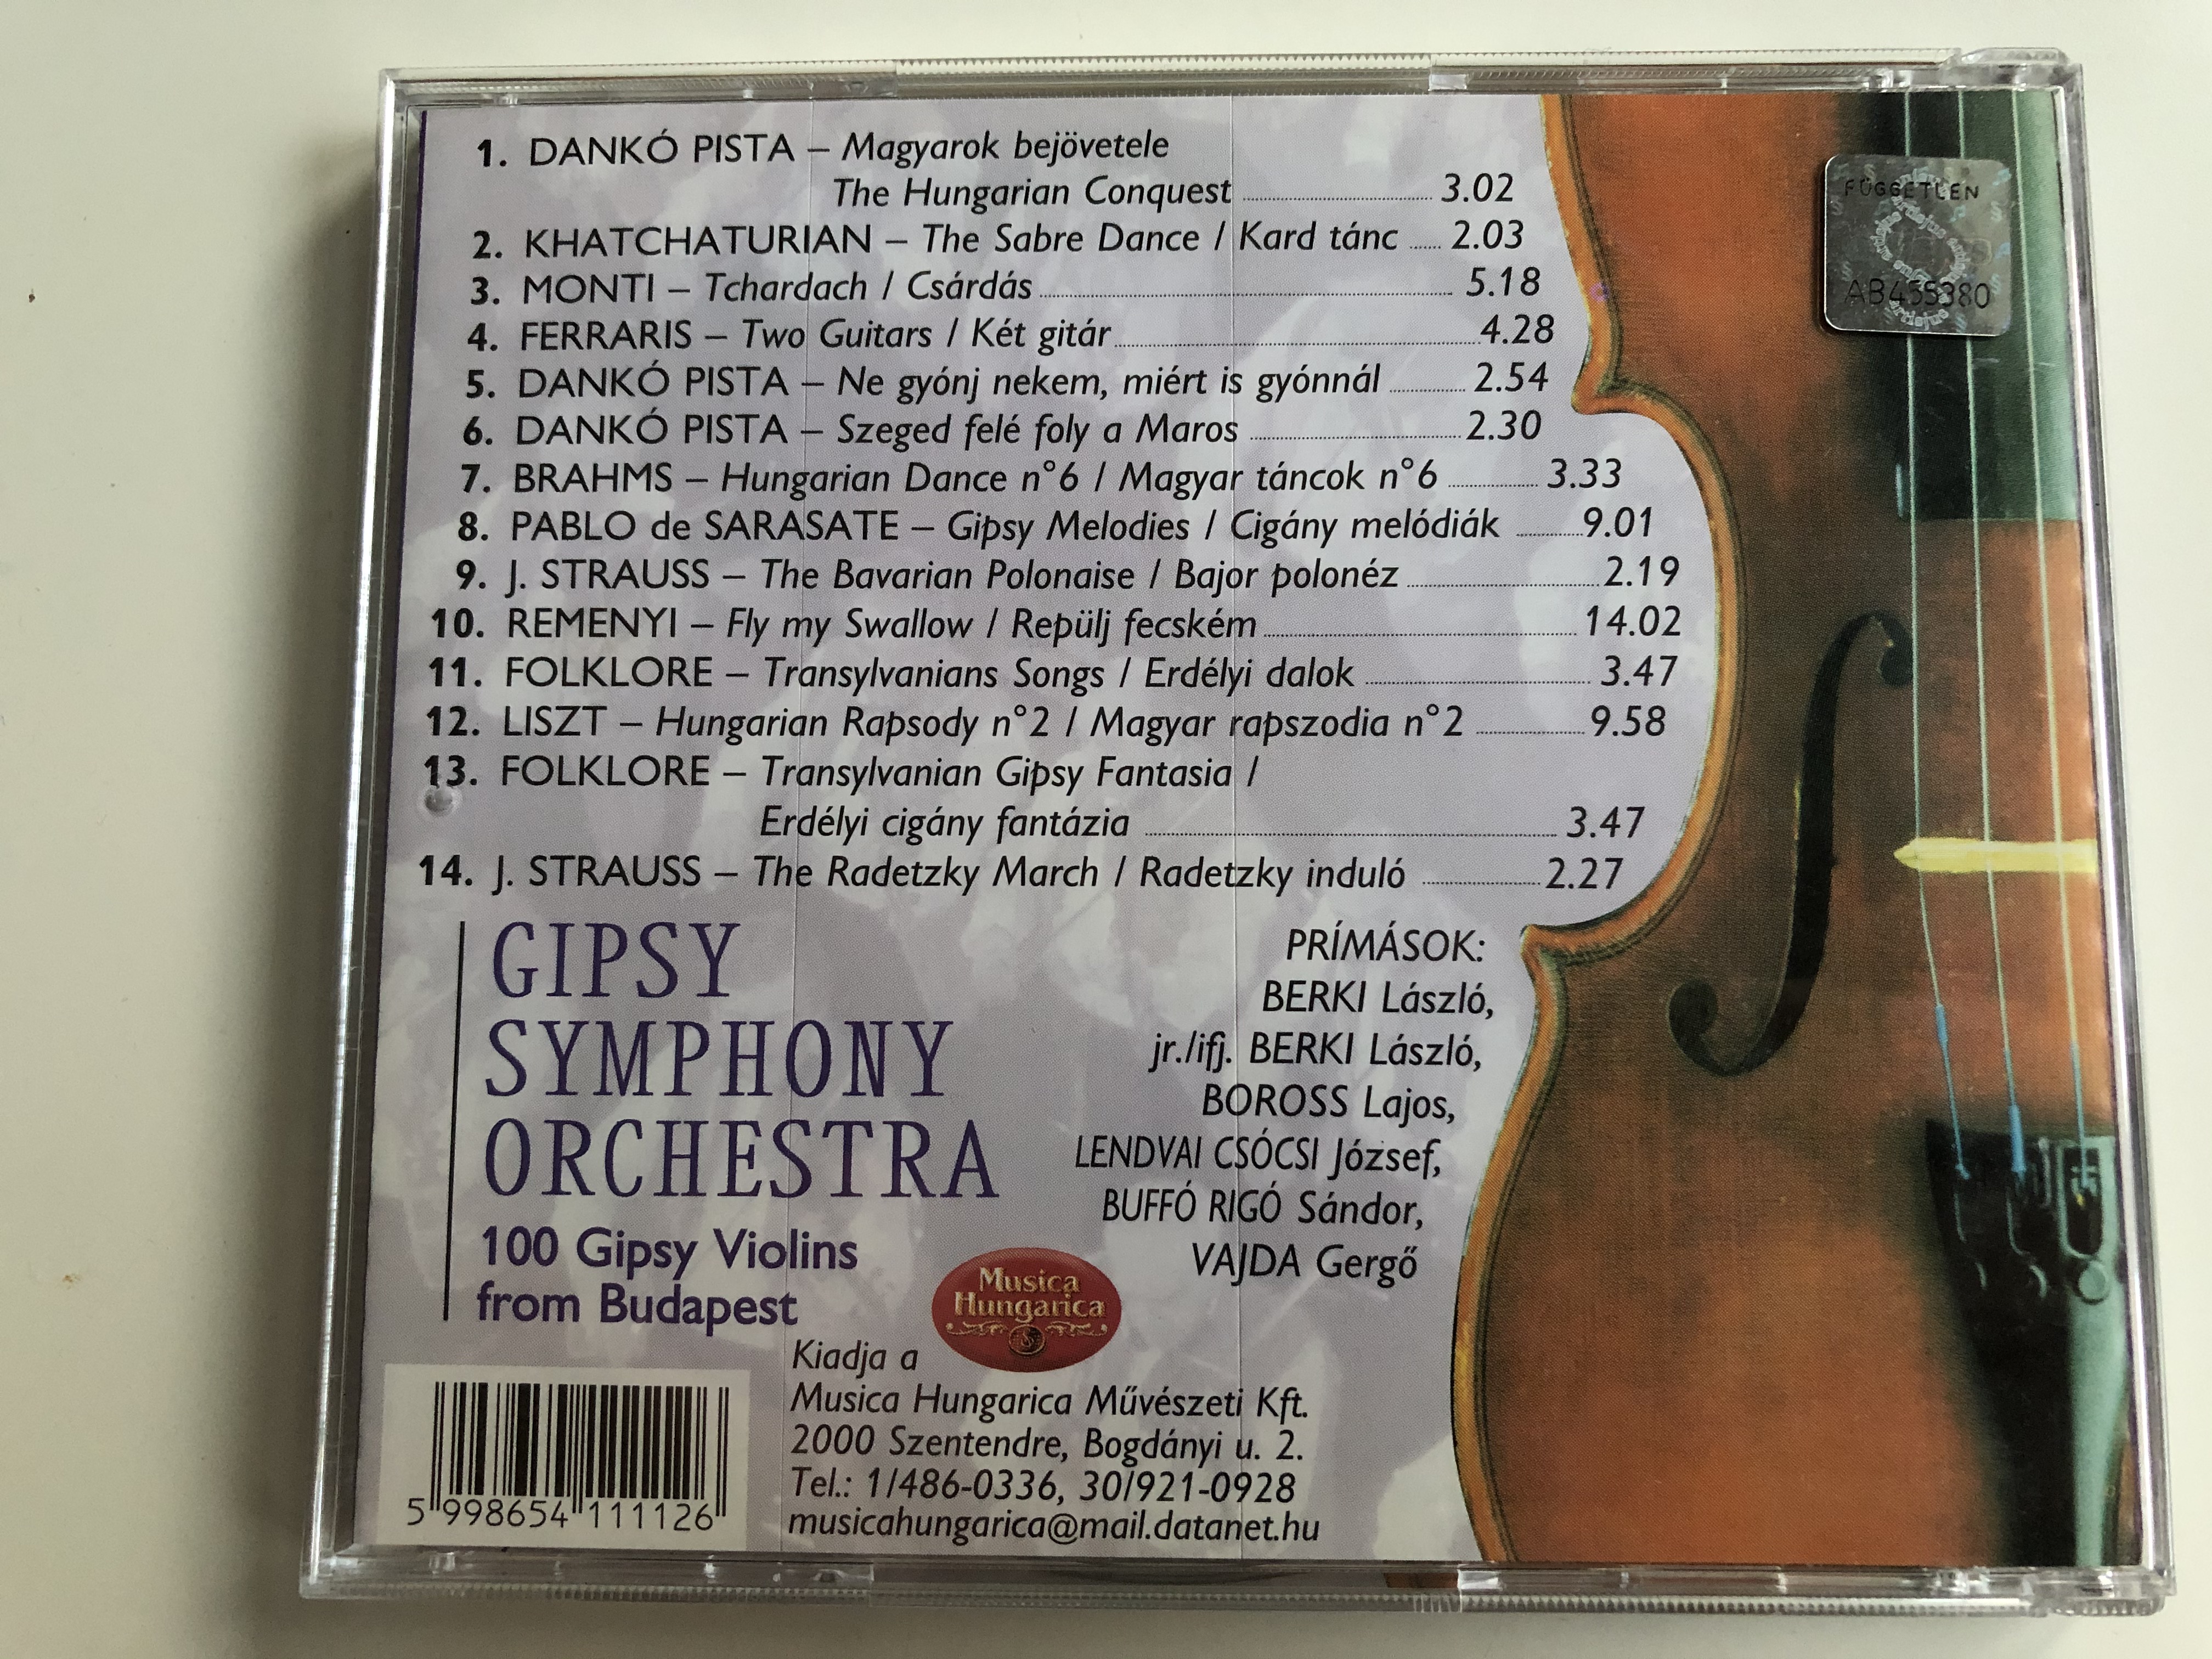 1. DANKÓ PISTA – Magyarok bejövetele
The Hungarian Conquest 3.02
2. KHATCHATURIAN – The Sabre Dance / Kard tánc 2.03
3. MONTI – Tchardach / Csárdás 5.18
4. FERRARIS – Two Guitars / Két gitár 4.28
5. DANKÓ PISTA – Ne gyónj nekem, miért is gyónnál 2.54
6. DANKÓ PISTA – Szeged felé foly a Maros 2.30
7. BRAHMS – Hungarian Dance n°6 / Magyar táncok n°6 3.33
8. PABLO de SARASATE – Gipsy Melodies / Cigány melódiák 9.01
9. J. STRAUSS – The Bavarian Polonaise / Bajor polonéz 2.19
10. REMENYI – Fly my Swallow / Repülj fecském 14.02
11. FOLKLORE – Transylvanians Songs / Erdélyi dalok 3.47
12. LISZT – Hungarian Rapsody n°2 / Magyar rapszodia n°2 9.58
13. FOLKLORE – Transylvanian Gipsy Fantasia /
Erdélyi cigány fantázia 3.47
14. J. STRAUSS – The Radetzky March / Radetzky induló 2.27
FÜGGETLEN
AB455380
GIPSY
SYMPHONY
ORCHESTRA
100 Gipsy Violins
from Budapest
PRÍMÁSOK:
BERKI László,
jr./ifj. BERKI László,
BOROSS Lajos,
LENDVAI CSÓCSI József,
BUFFÓ RIGÓ Sándor,
VAJDA Gergő
Musica
Hungarica
Kiadja a
Musica Hungarica Művészeti Kft.
2000 Szentendre, Bogdányi u. 2.
Tel.: 1/486-0336, 30/921-0928
musicahungarica@mail.datanet.hu
5 998654 111126